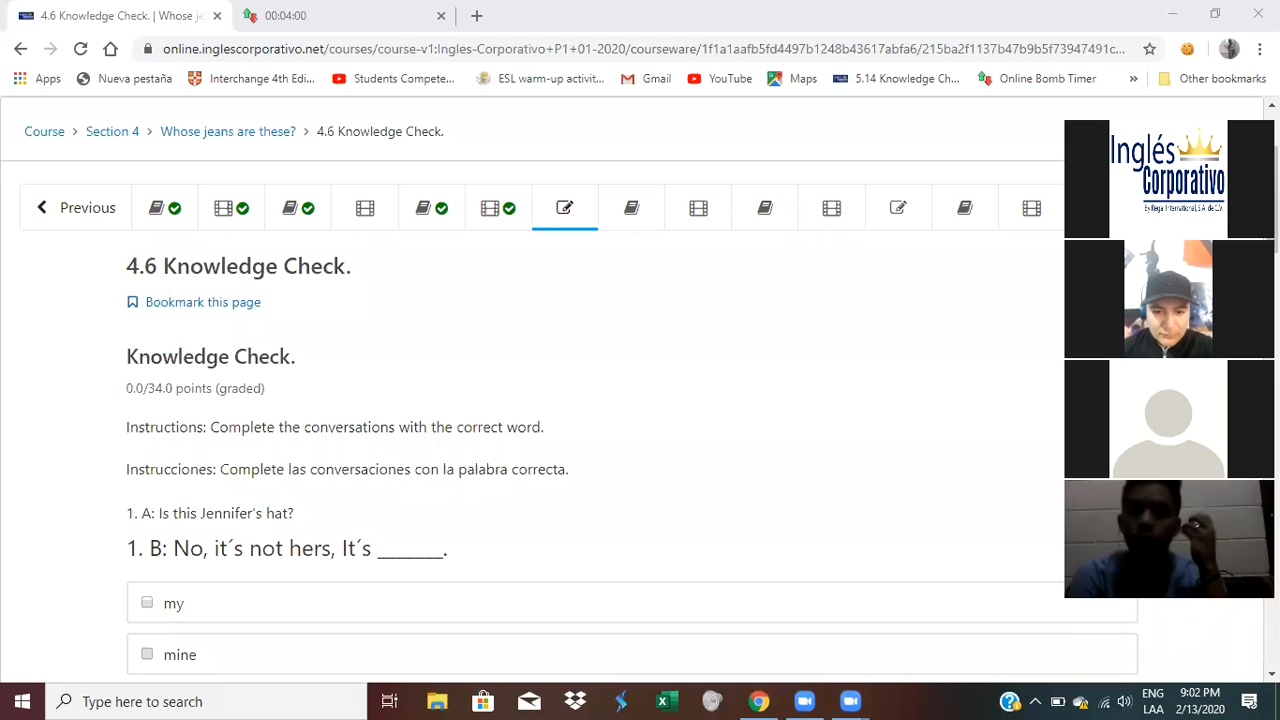 4.6 Knowledge Check. | Whose je
00:04:00
online.inglescorporativo.net/courses/course-v1:Ingles-Corporativo+P1+01-2020/courseware/1f1a1aafb5fd4497b1248b43617abfa6/215ba2f1137b47b9b5f73947491c...
Apps
Nueva pestaña
Interchange 4th Edi...
Students Compete...
ESL warm-up activit...
Gmail
YouTube
Maps
5.14 Knowledge Ch...
Online Bomb Timer
»
Other bookmarks
Course > Section 4 > Whose jeans are these? > 4.6 Knowledge Check.
Previous
4.6 Knowledge Check.
Bookmark this page
Knowledge Check.
0.0/34.0 points (graded)
Instructions: Complete the conversations with the correct word.
Instrucciones: Complete las conversaciones con la palabra correcta.
1. A: Is this Jennifer's hat?
1. B: No, it´s not hers, It´s _______.
my
mine
Inglés
Corporativo
By Riega International, S.A. de C.V.
Type here to search
ENG
LAA
9:02 PM
2/13/2020